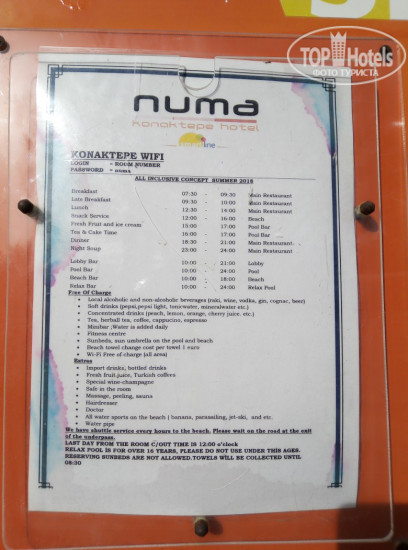 TOP Hotels
ФОТО ТУРИСТА
numa
konaktepe hotel
line
KONAKTEPE WIFI
LOGIN = ROOM NUMBER
PASSWORD = NUMA
ALL INCLUSIVE CONCEPT SUMMER 2018
Breakfast 07:30 - 09:30 Main Restaurant
Late Breakfast 09:30 - 10:00 Main Restaurant
Lunch 12:30 - 14:00 Main Restaurant
Snack Service 12:00 - 16:00 Beach
Fresh Fruit and ice cream 15:00 - 17:00 Pool Bar
Tea & Cake Time 16:00 - 17:00 Pool Bar
Dinner 18:30 - 21:00 Main Restaurant
Night Soup 23:00 - 24:00 Main Restaurant
Lobby Bar 10:00 - 21:00 Lobby
Pool Bar 10:00 - 24:00 Pool
Beach Bar 10:00 - 18:00 Beach
Relax Bar 10:00 - 24:00 Relax Pool
Free Of Charge
• Local alcoholic and non-alcoholic beverages (raki, wine, vodka, gin, cognac, beer)
• Soft drinks (pepsi,pepsi light, tonicwater, mineralwater etc.)
• Concentrated drinks (peach, lemon, orange, cherry juice. etc.)
• Tea, herbal tea, coffee, cappucino, espresso
• Minibar ;Water is added daily
• Fitness centre
• Sunbeds, sun umbrella on the pool and beach
• Beach towel change cost per towel 1 euro
• Wi-Fi Free of charge (all area)
Extras
• Import drinks, bottled drinks
• Fresh fruit juice, Turkish coffees
• Special wine-champagne
• Safe in the room
• Massage, peeling, sauna
• Hairdresser
• Doctor
• All water sports on the beach ( banana, parasailing, jet-ski, and etc.
• Water pipe
We have shuttle service every hours to the beach. Please wait on the road at the exit
of the underpass.
LAST DAY FROM THE ROOM C/OUT TIME IS 12:00 o'clock
RELAX POOL IS FOR OVER 16 YEARS, PLEASE DO NOT USE UNDER THIS AGES.
RESERVING SUNBEDS ARE NOT ALLOWED.TOWELS WİLL BE COLLECTED UNTIL
08:30